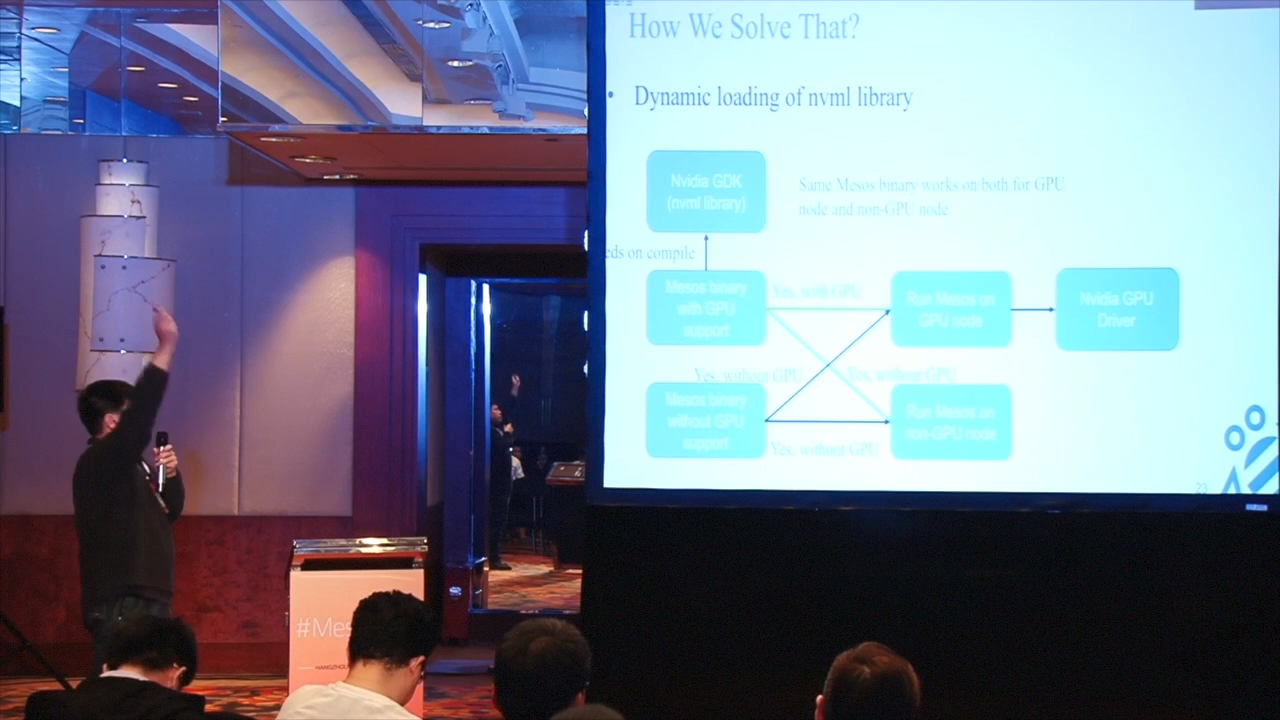 How We Solve That?
• Dynamic loading of nvml library
Nvidia GDK
(nvml library)
Same Mesos binary works on both for GPU
node and non-GPU node
eds on compile
Mesos binary
with GPU
support
Yes, with GPU
Run Mesos on
GPU node
Nvidia GPU
Driver
Yes, without GPU
Yes, without GPU
Mesos binary
without GPU
support
Run Mesos on
non-GPU node
Yes, without GPU
23
#Mes
HANGZHOU